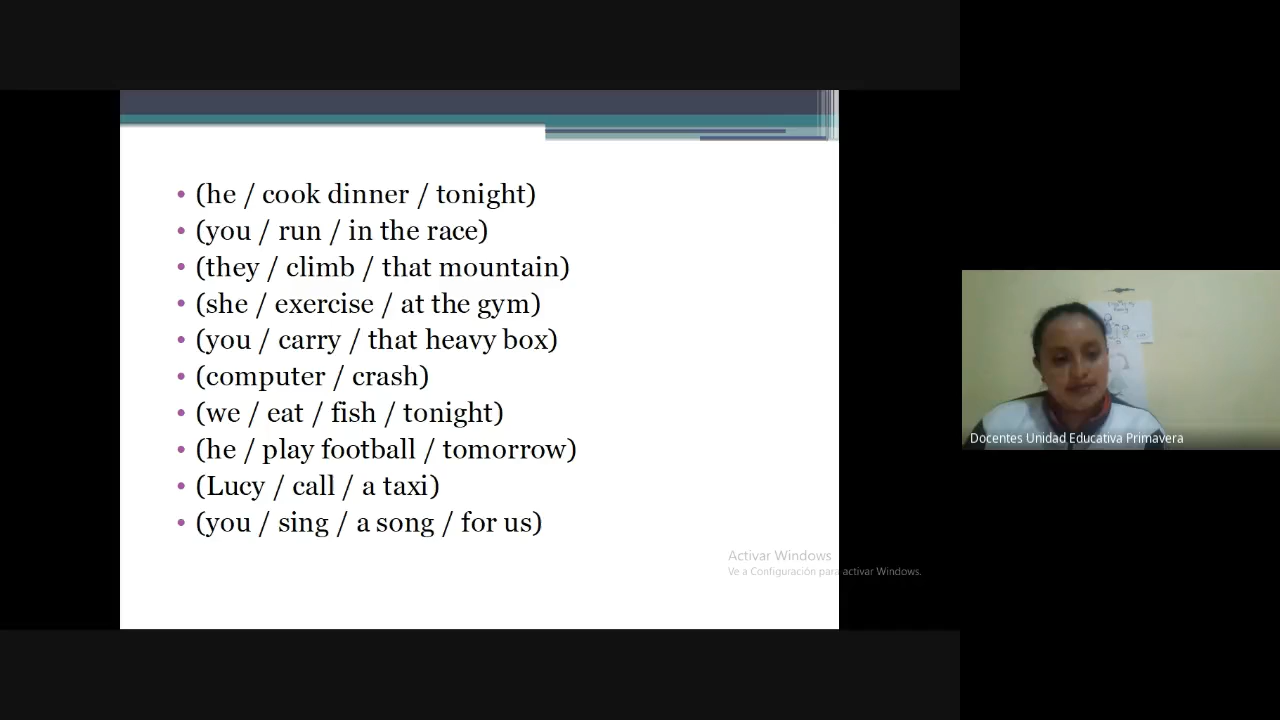 • (he / cook dinner / tonight)
• (you / run / in the race)
• (they / climb / that mountain)
• (she / exercise / at the gym)
• (you / carry / that heavy box)
• (computer / crash)
• (we / eat / fish / tonight)
• (he / play football / tomorrow)
• (Lucy / call / a taxi)
• (you / sing / a song / for us)
Activar Windows
Ve a Configuración para activar Windows.
Docentes Unidad Educativa Primavera